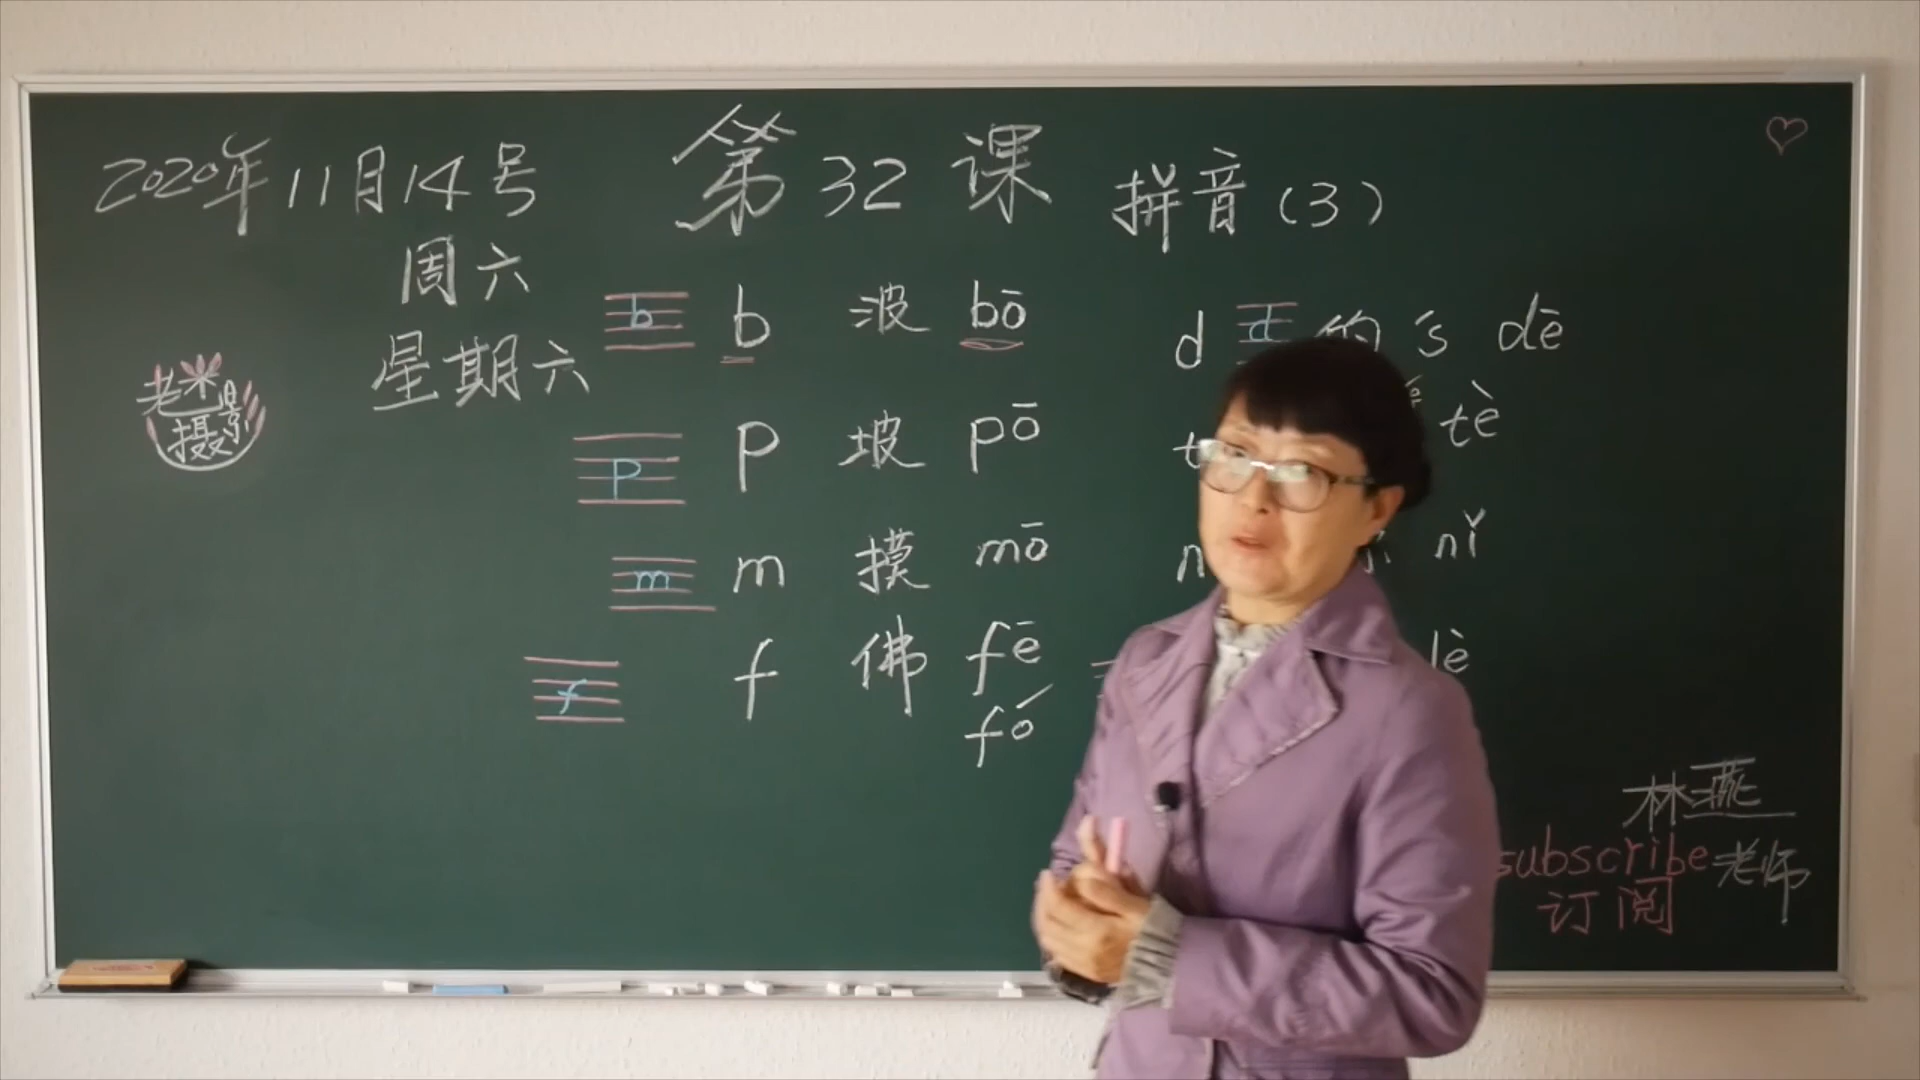 2020年11月14号 第32课 拼音(3)
周六
星期六
老米
摄影
b b 波 bō
p p 坡 pō
m m 摸 mō
f f 佛 fē
fó
d d 的 's dē
t tè
n nǐ
lè
林燕
subscribe 老师
订阅